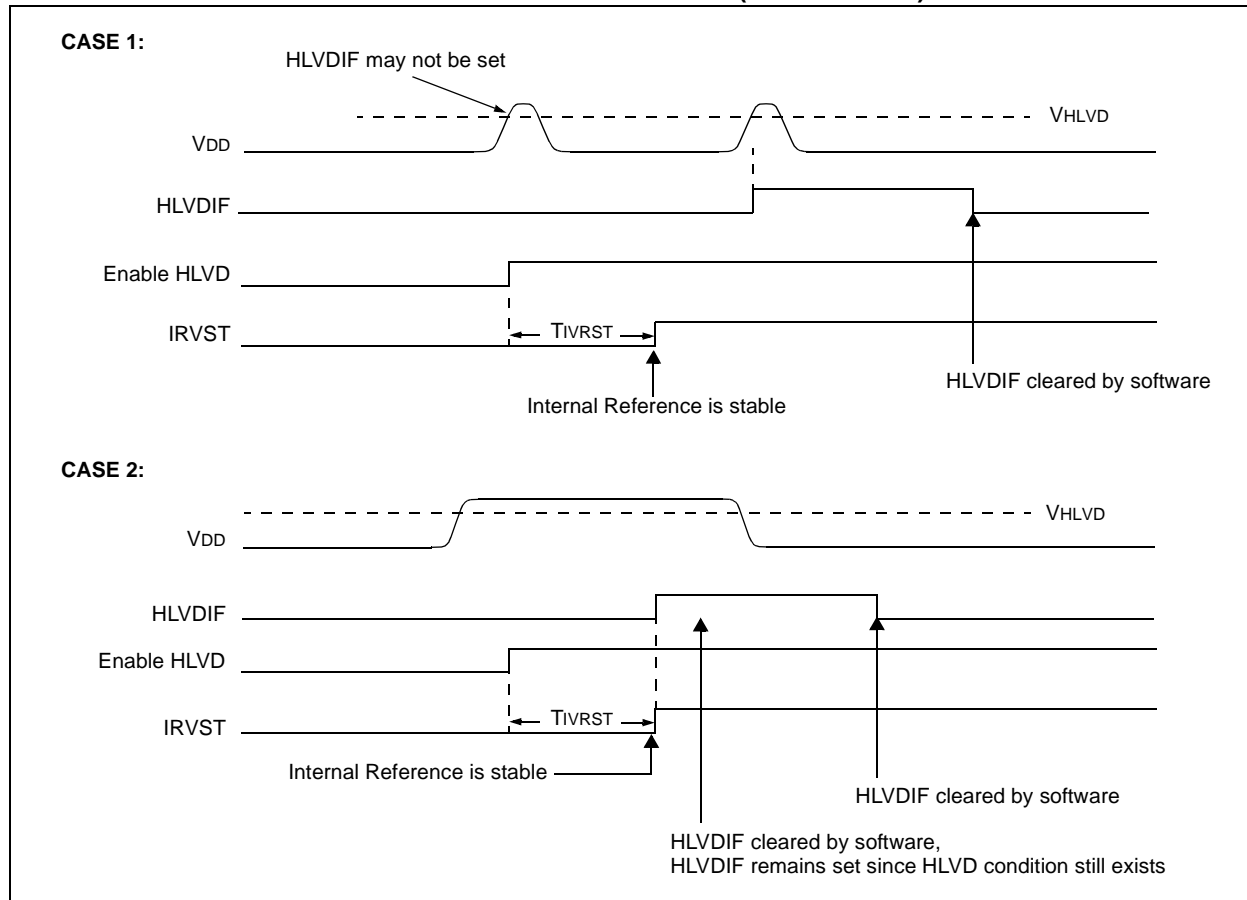 CASE 1:
HLVDIF may not be set
VHLVD
VDD
HLVDIF
Enable HLVD
TIVRST
IRVST
HLVDIF cleared by software
Internal Reference is stable
CASE 2:
VHLVD
VDD
HLVDIF
Enable HLVD
TIVRST
IRVST
Internal Reference is stable
HLVDIF cleared by software
HLVDIF cleared by software,
HLVDIF remains set since HLVD condition still exists